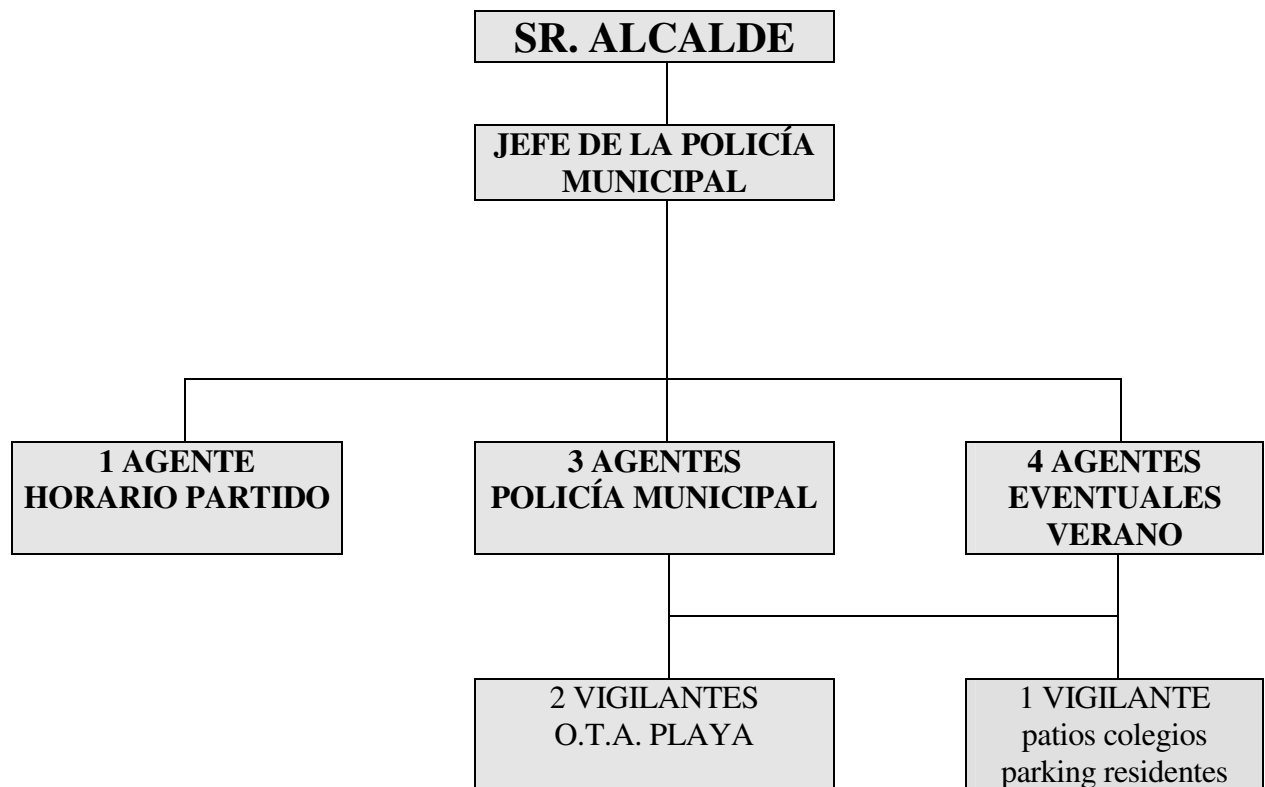 SR. ALCALDE
JEFE DE LA POLICÍA
MUNICIPAL
1 AGENTE
HORARIO PARTIDO
3 AGENTES
POLICÍA MUNICIPAL
4 AGENTES
EVENTUALES
VERANO
2 VIGILANTES
O.T.A. PLAYA
1 VIGILANTE
patios colegios
parking residentes